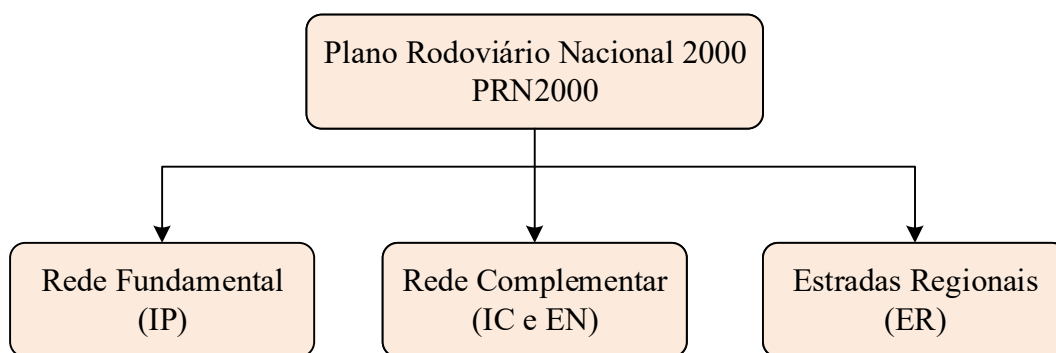 Plano Rodoviário Nacional 2000
PRN2000
Rede Fundamental
(IP)
Rede Complementar
(IC e EN)
Estradas Regionais
(ER)